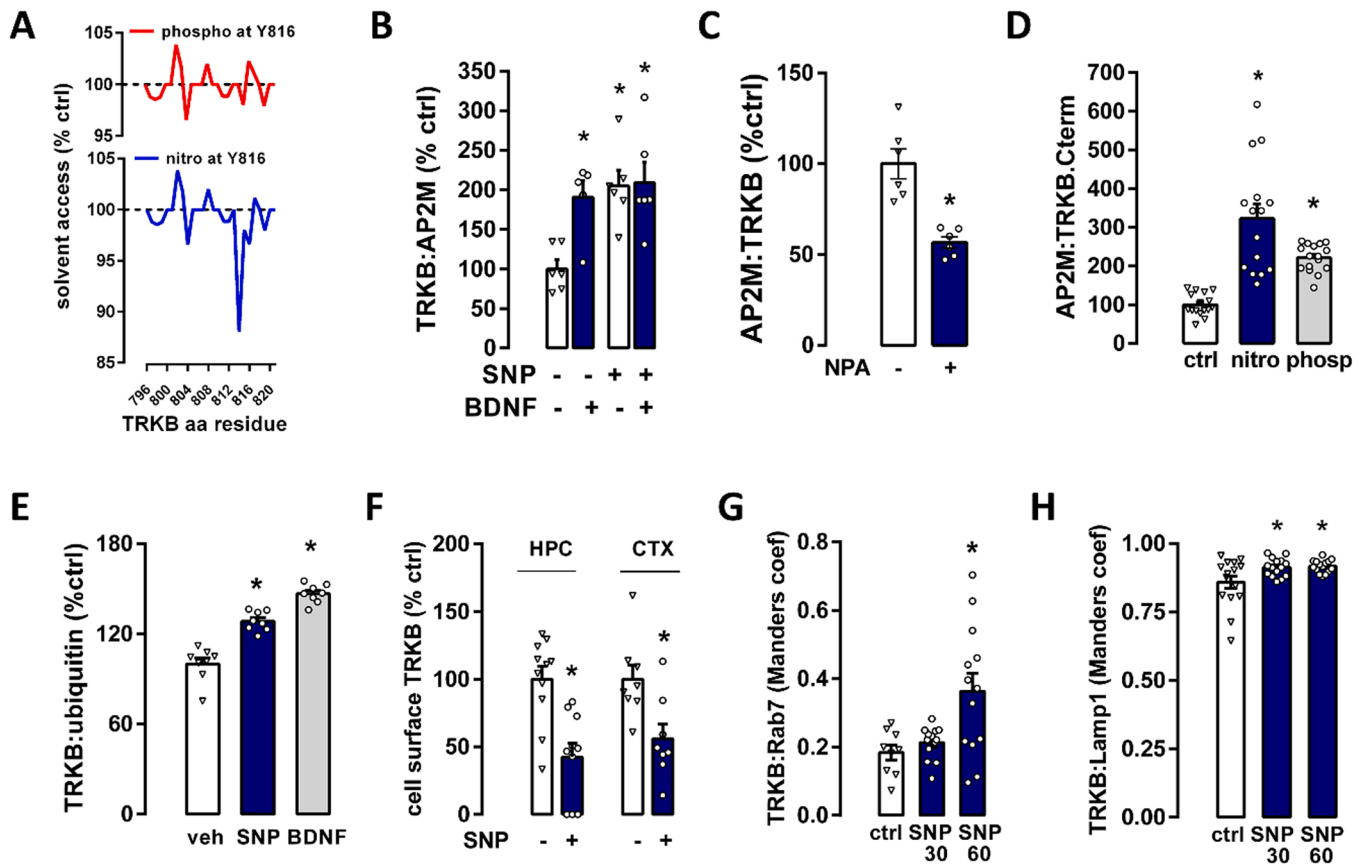 A
phospho at Y816
105
100
95
nitro at Y816
105
100
95
90
85
solvent access (% ctrl)
796
800
804
808
812
816
820
TRKB aa residue
B
TRKB:AP2M (% ctrl)
350
300
250
200
150
100
50
0
*
*
*
SNP - - + +
BDNF - + - +
C
AP2M:TRKB (%ctrl)
150
100
50
0
*
NPA - +
D
AP2M:TRKB.Cterm
700
600
500
400
300
200
100
0
*
*
ctrl nitro phosp
E
TRKB:ubiquitin (%ctrl)
180
120
60
0
*
*
veh SNP BDNF
F
cell surface TRKB (% ctrl)
200
150
100
50
0
HPC CTX
*
*
SNP - + - +
G
TRKB:Rab7 (Manders coef)
0.8
0.6
0.4
0.2
0.0
*
ctrl SNP SNP
30 60
H
TRKB:Lamp1 (Manders coef)
1.00
0.75
0.50
0.25
0.00
* *
ctrl SNP SNP
30 60